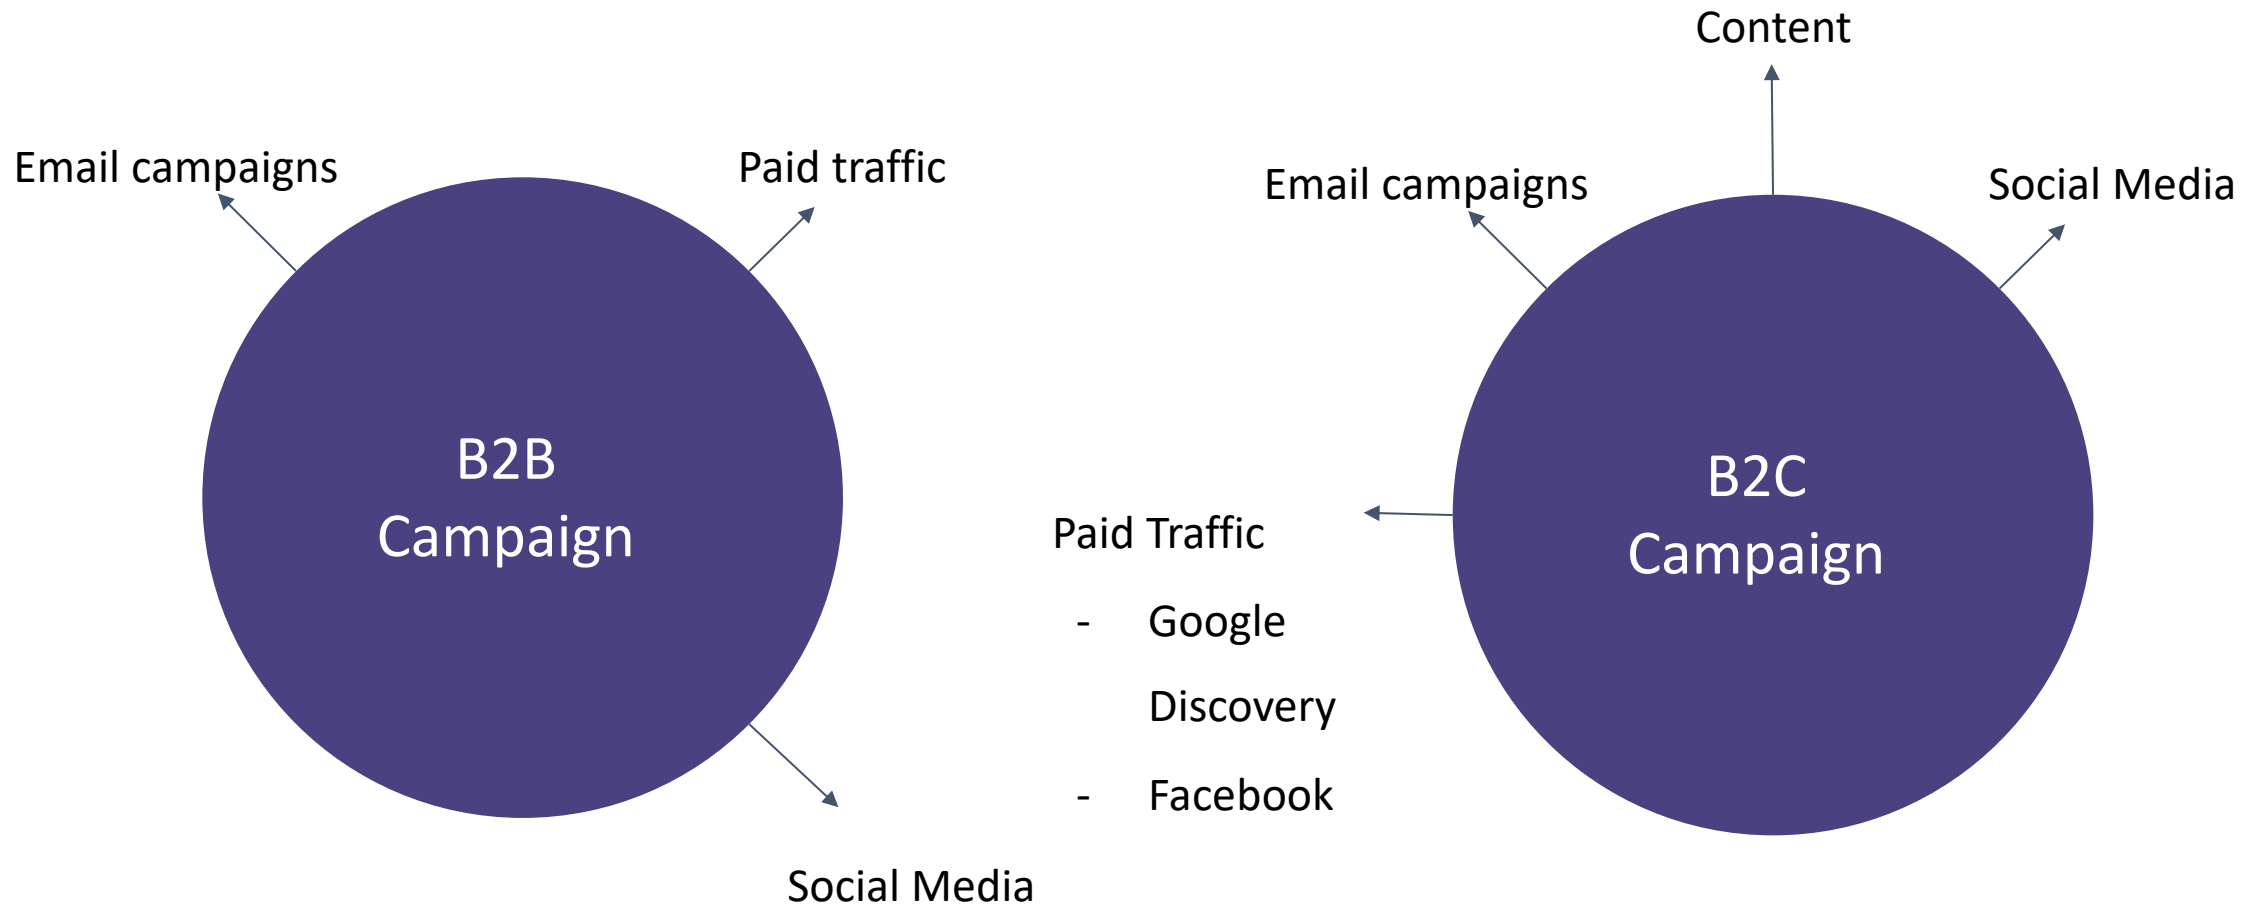 Email campaigns
Paid traffic
B2B
Campaign
Social Media
Content
Email campaigns
Social Media
B2C
Campaign
Paid Traffic
- Google
Discovery
- Facebook